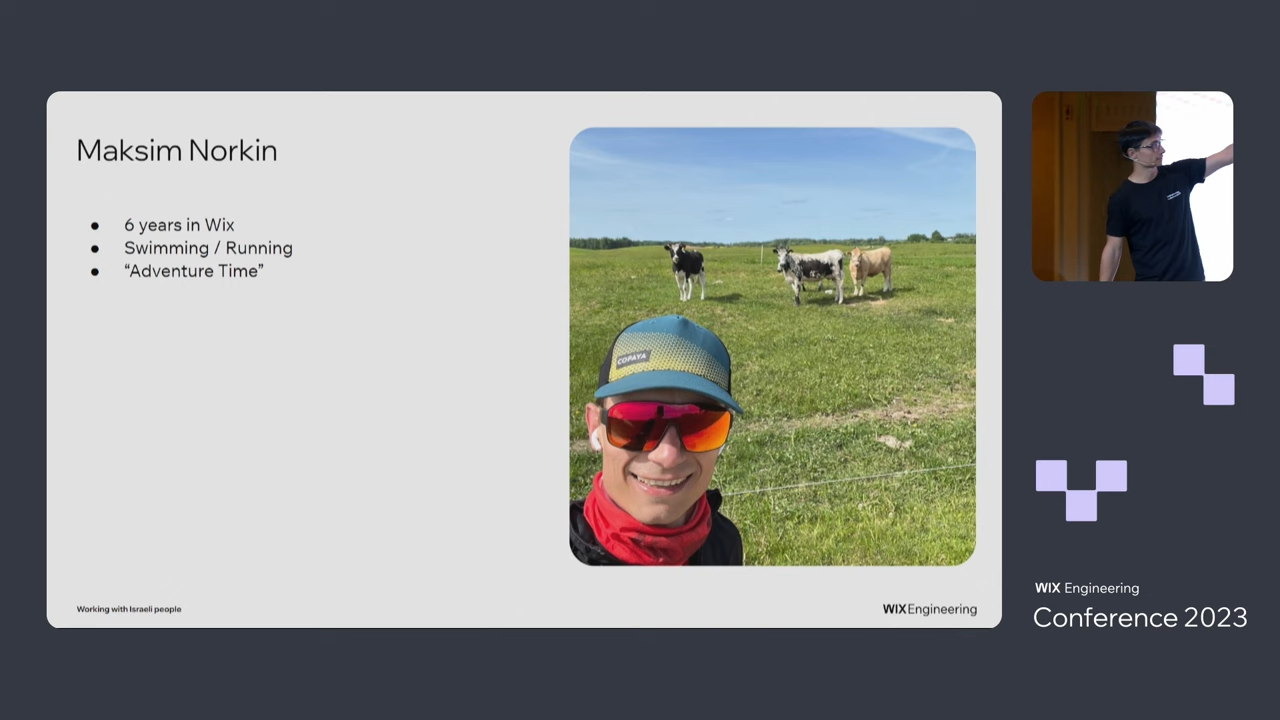 Maksim Norkin
● 6 years in Wix
● Swimming / Running
● “Adventure Time”
COPAYA
Working with Israeli people
WIX Engineering
WIX Engineering
Conference 2023